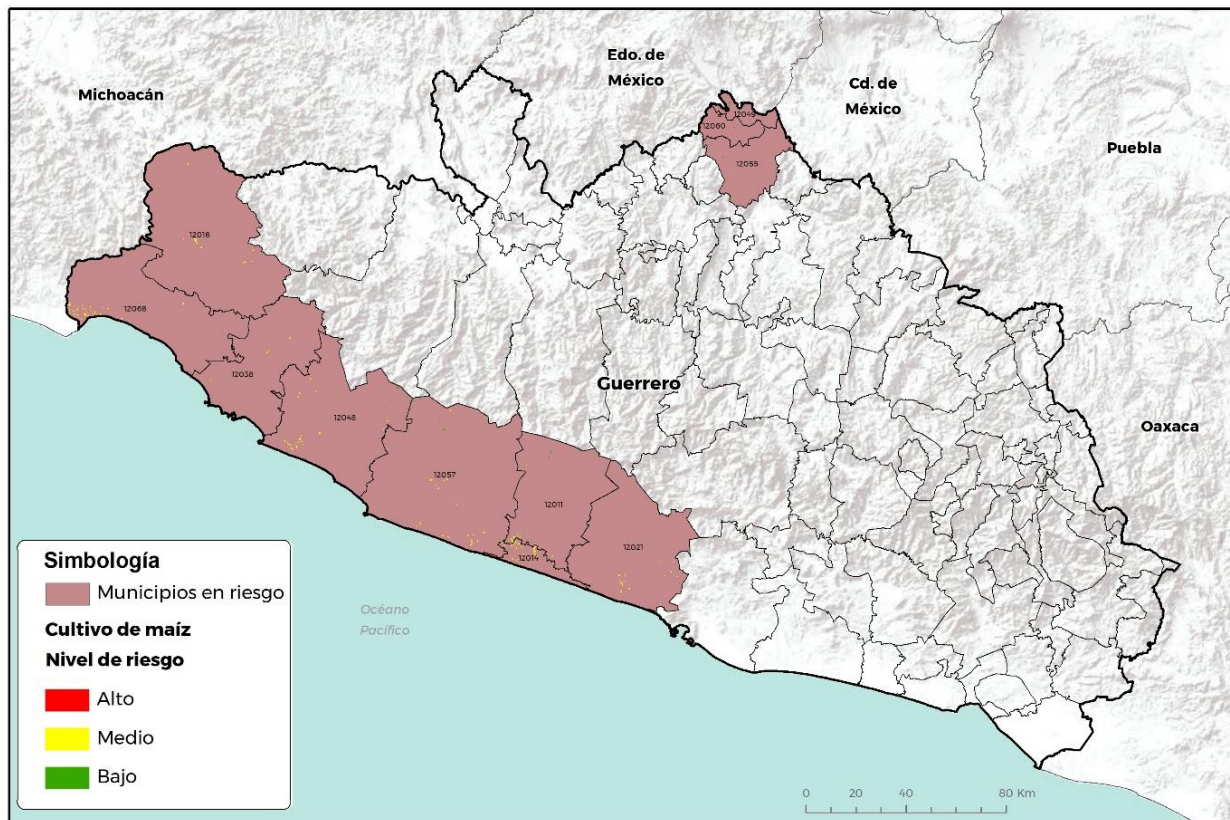 Edo. de
México
Michoacán
Cd. de
México
12049
12060
Puebla
12055
12016
12068
Guerrero
12038
12048
Oaxaca
12057
12011
12021
12014
Simbología
Municipios en riesgo
Cultivo de maíz
Nivel de riesgo
Alto
Medio
Bajo
Océano
Pacífico
0 20 40 80 Km